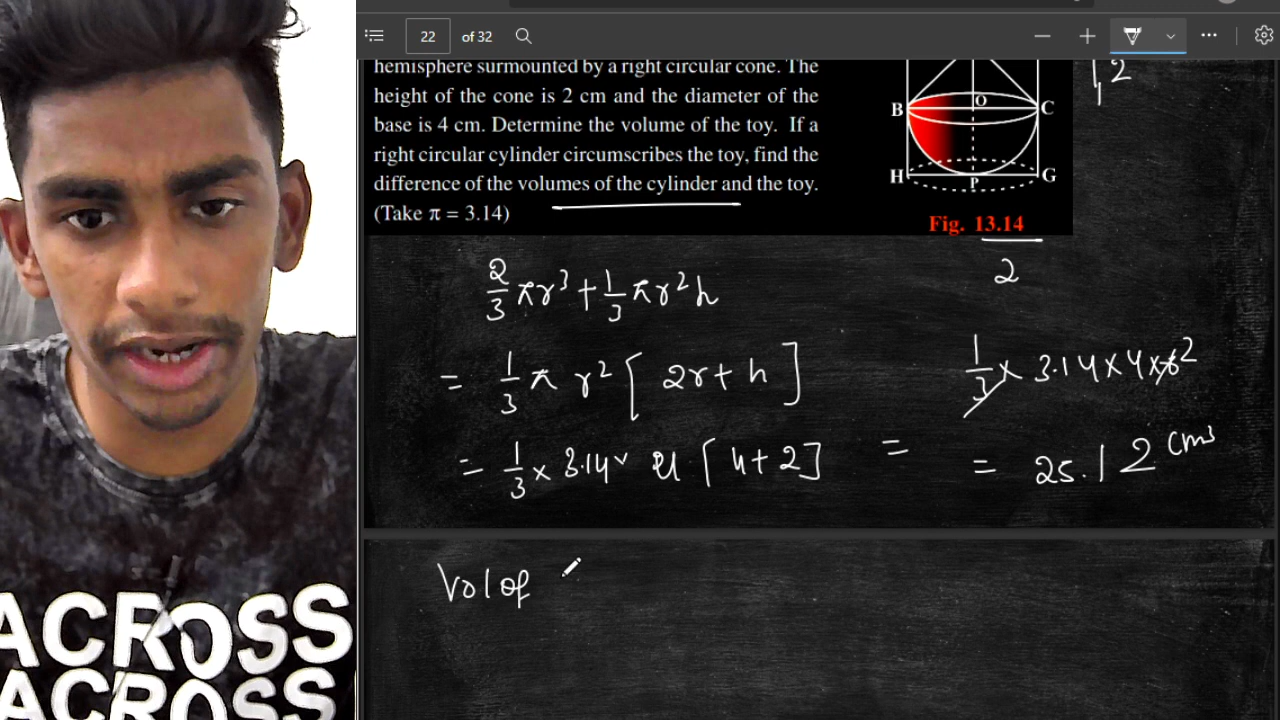 22 of 32
hemisphere surmounted by a right circular cone. The
height of the cone is 2 cm and the diameter of the
base is 4 cm. Determine the volume of the toy. If a
right circular cylinder circumscribes the toy, find the
difference of the volumes of the cylinder and the toy.
(Take π = 3.14)
B O C
H P G
Fig. 13.14
2
2/3 πr³ + 1/3 πr²h
= 1/3 π r² [ 2r + h ]
= 1/3 × 3.14 × 4 [ 4 + 2 ] =
1/3 × 3.14 × 4 × 6 2
= 25.12 cm³
Vol of
ACROSS
ACROSS